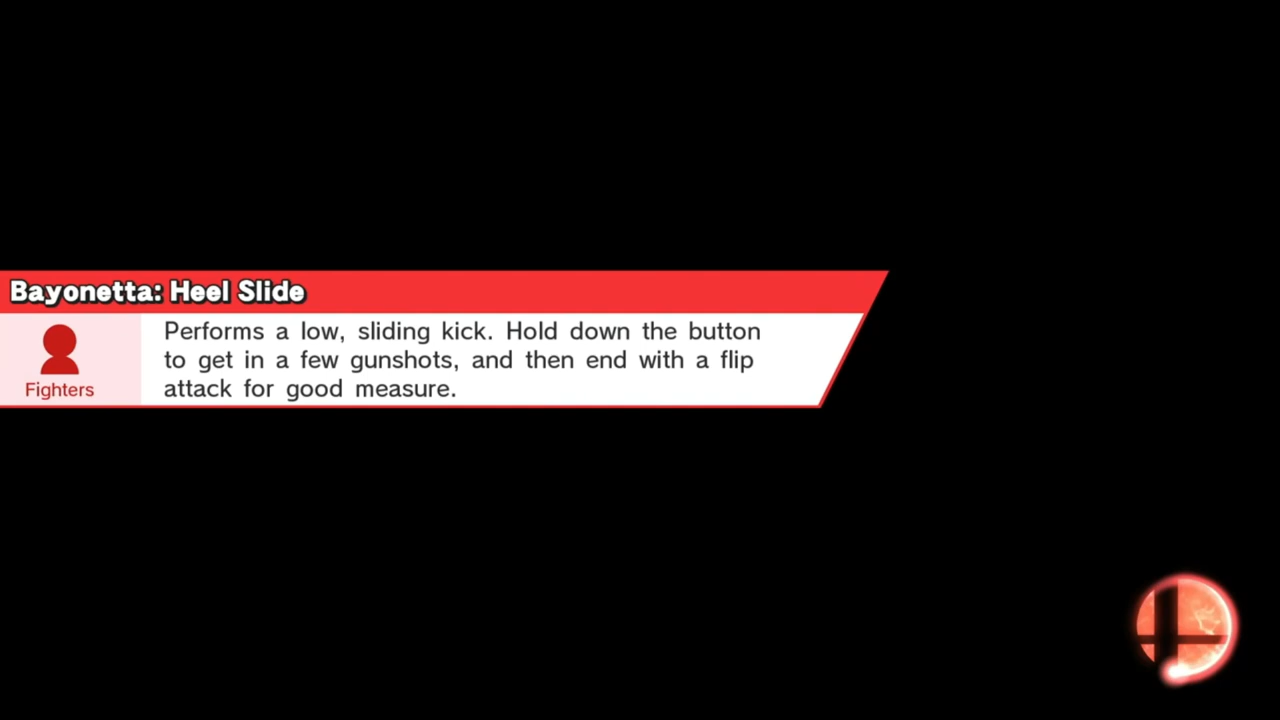 Bayonetta: Heel Slide
Performs a low, sliding kick. Hold down the button
to get in a few gunshots, and then end with a flip
attack for good measure.
Fighters